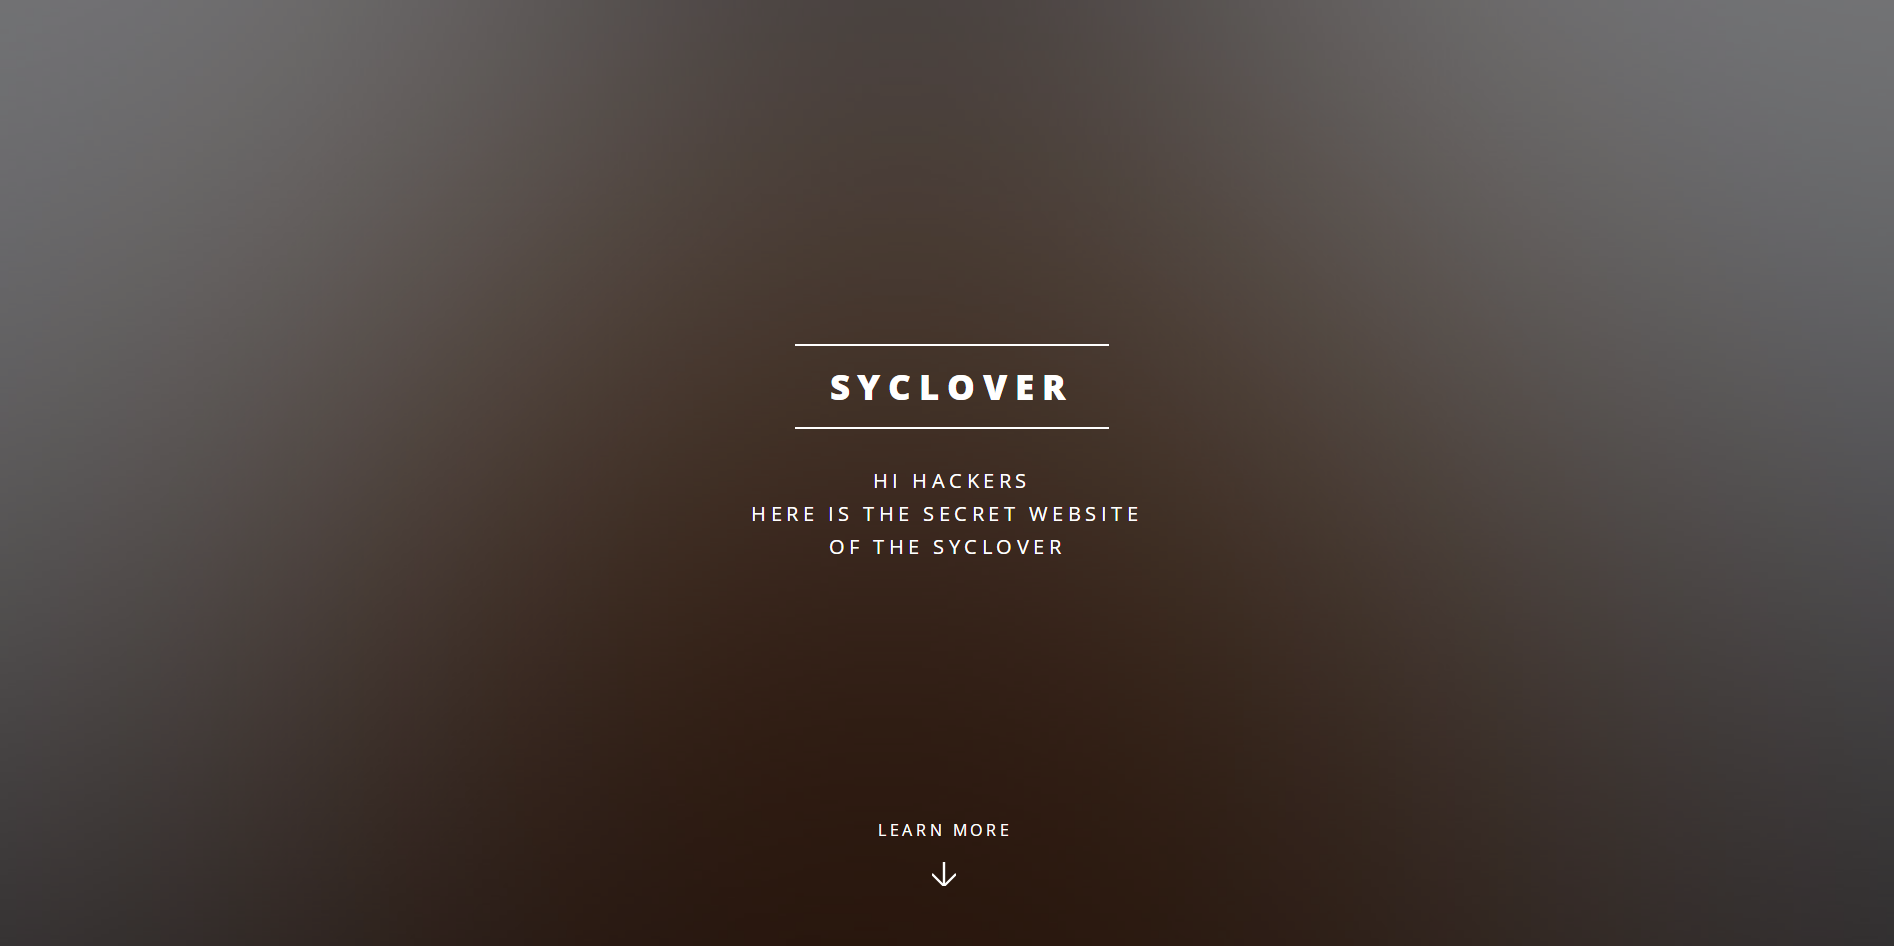 SYCLOVER
HI HACKERS
HERE IS THE SECRET WEBSITE
OF THE SYCLOVER
LEARN MORE